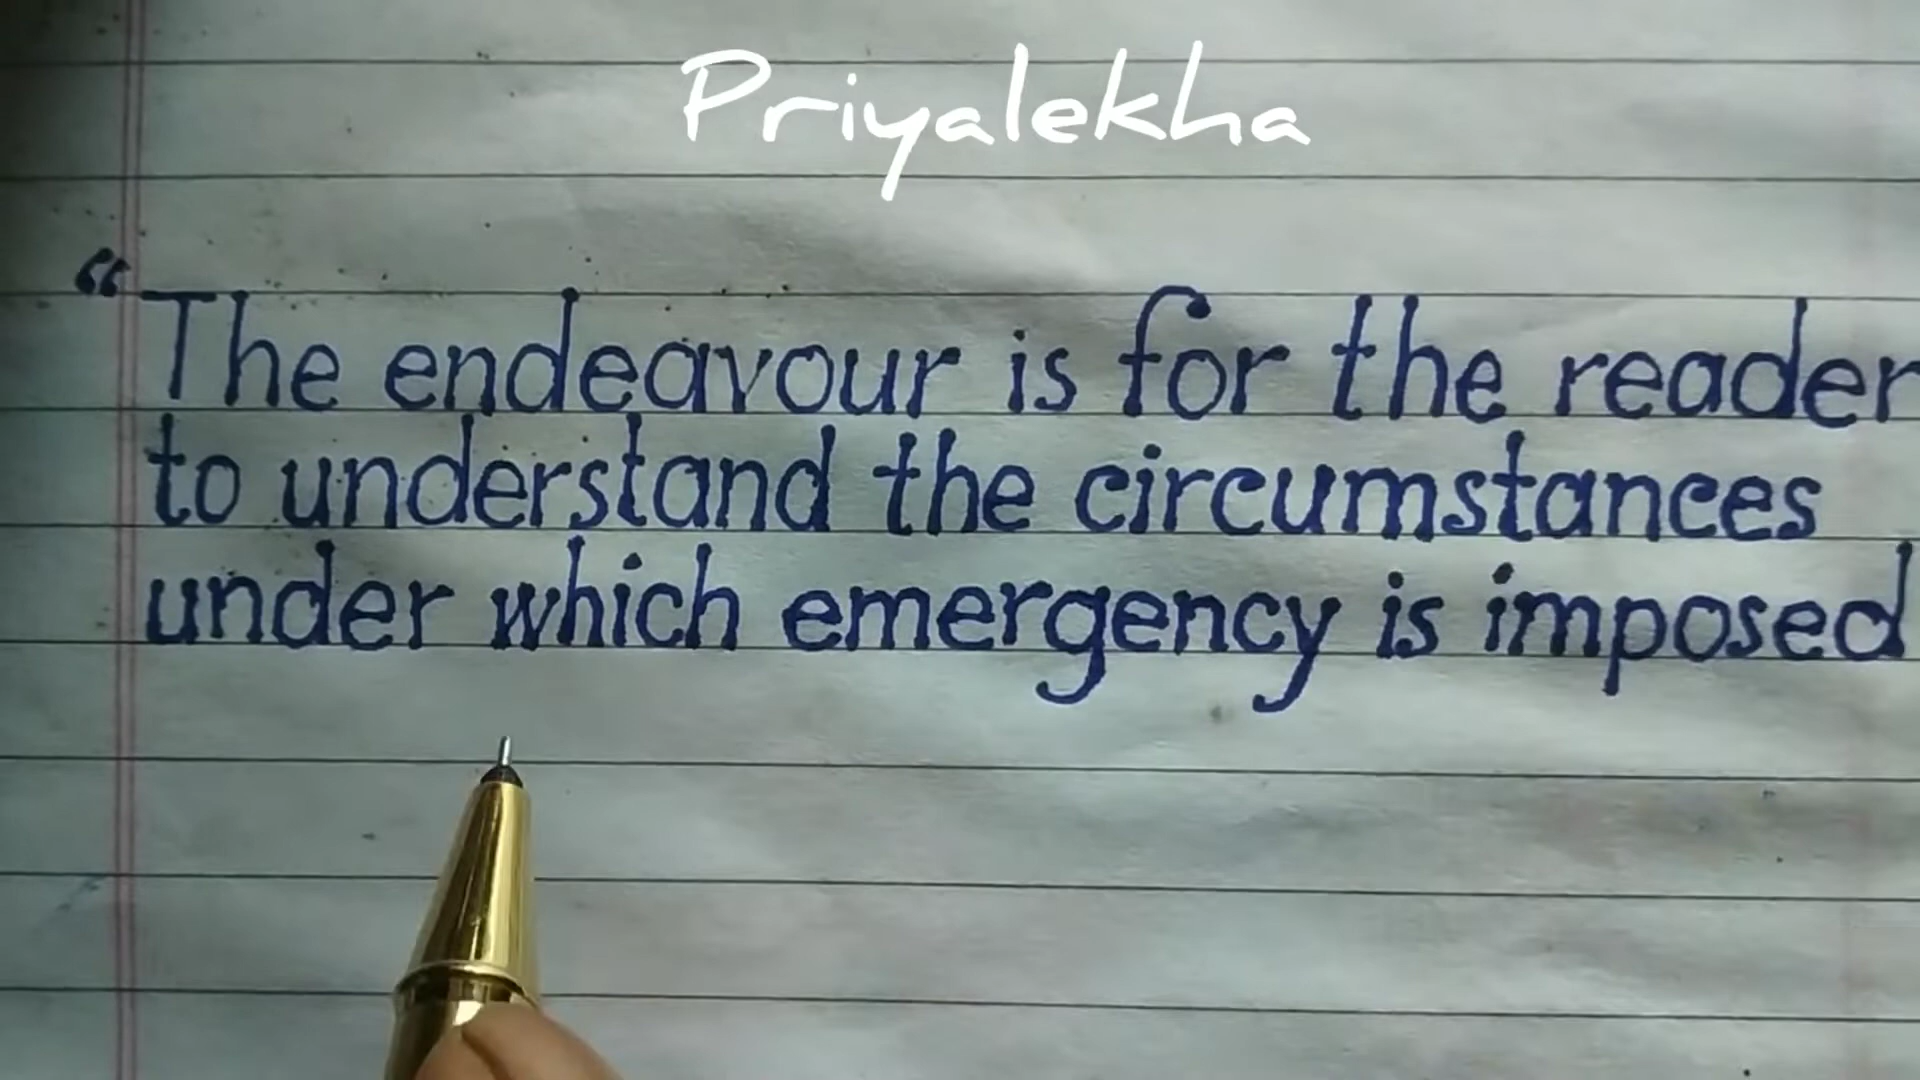 Priyalekha
“The endeavour is for the reader
to understand the circumstances
under which emergency is imposed